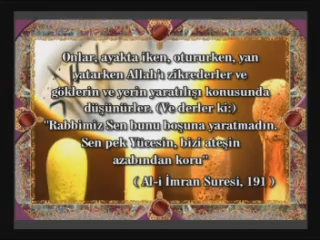 Onlar, ayakta iken, otururken, yan
yatarken Allah'ı zikrederler ve
göklerin ve yerin yaratılışı konusunda
düşünürler. (Ve derler ki:)
"Rabbimiz Sen bunu boşuna yaratmadın.
Sen pek Yücesin, bizi ateşin
azabından koru"
( Al-i İmran Suresi, 191 )